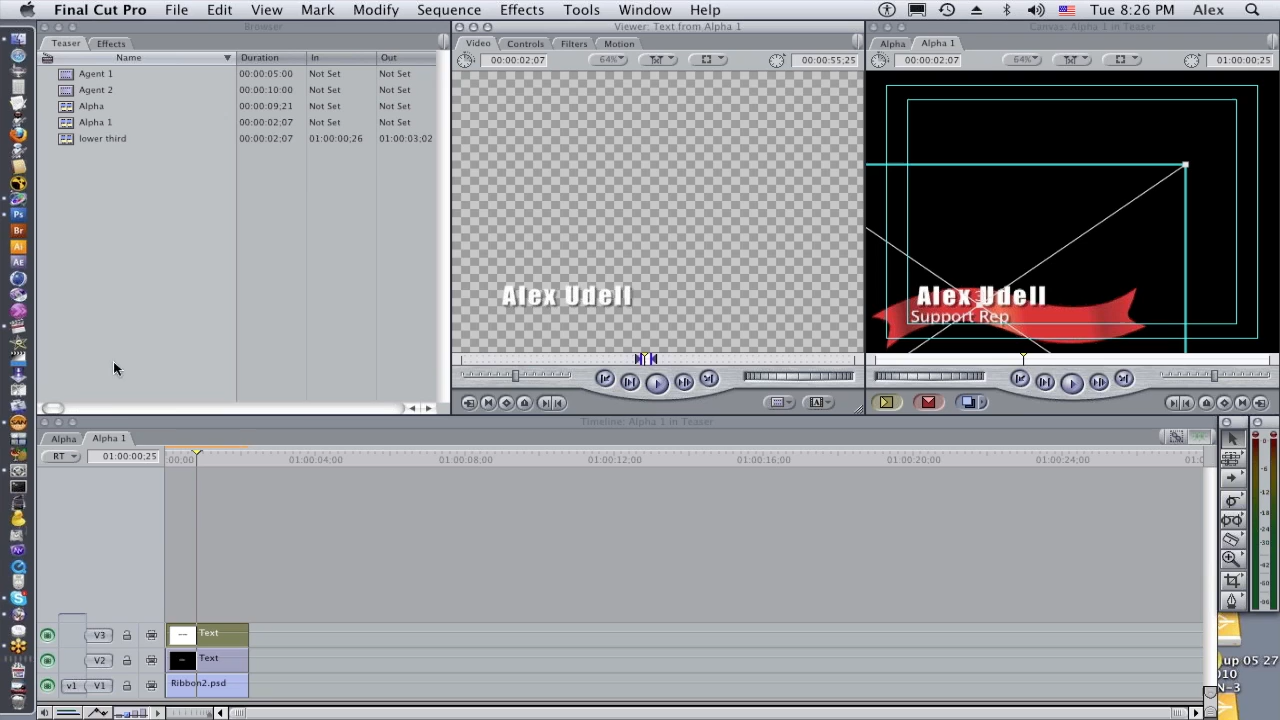 Final Cut Pro File Edit View Mark Modify Sequence Effects Tools Window Help Tue 8:26 PM Alex
Browser
Viewer: Text from Alpha 1
Canvas: Alpha 1 in Teaser
Teaser Effects
Video Controls Filters Motion
Alpha Alpha 1
Name Duration In Out
00:00:02;07 64% 00:00:55;25
00:00:02;07 64% 01:00:00;25
Agent 1 00:00:05:00 Not Set Not Set
Agent 2 00:00:10:00 Not Set Not Set
Alpha 00:00:09;21 Not Set Not Set
Alpha 1 00:00:02;07 Not Set Not Set
lower third 00:00:02;07 01:00:00;26 01:00:03;02
Alex Udell
Alex Udell
Support Rep
Ps
Br
Ai
AE
Timeline: Alpha 1 in Teaser
Alpha Alpha 1
RT 01:00:00;25
00;00 01:00:04;00 01:00:08;00 01:00:12;00 01:00:16;00 01:00:20;00 01:00:24;00
V3 Text
V2 Text
v1 V1 Ribbon2.psd
up 05 27
010
N-3